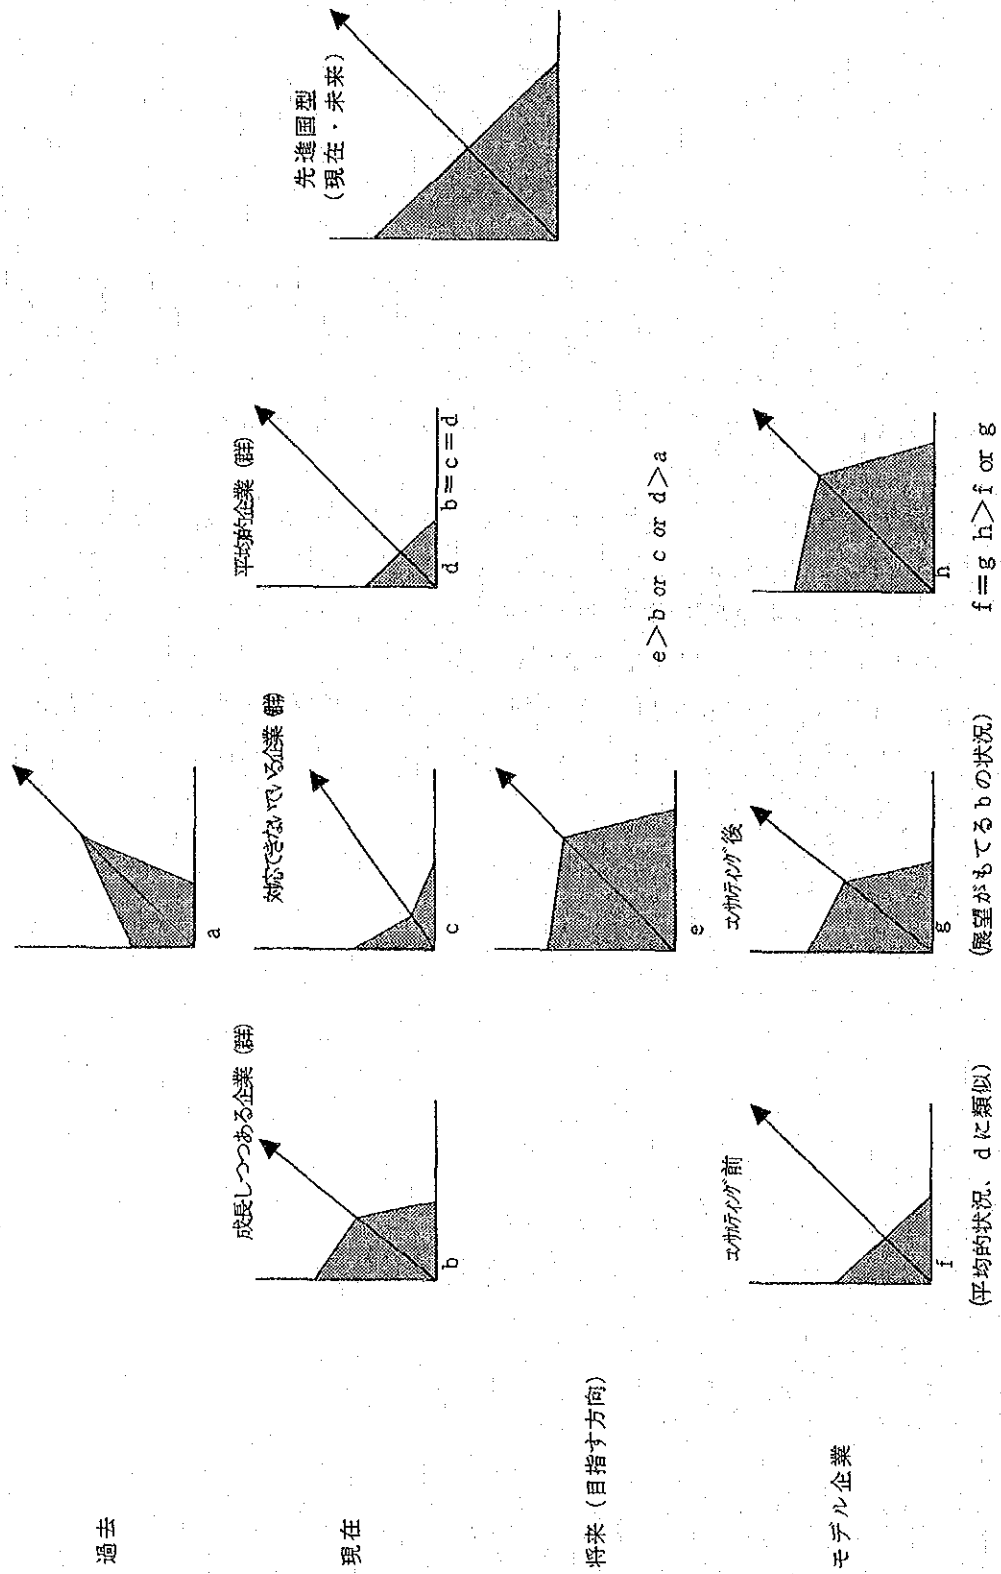 過去
a
先進国型
(現在・未来)
現在
成長しつつある企業 (群)
b
対応できないでいる企業 (群)
c
平均的企業 (群)
d
b＝c＝d
将来 (目指す方向)
e
e＞b or c or d＞a
モデル企業
コンサルティング前
f
(平均的状況、dに類似)
コンサルティング後
g
(展望がもてるbの状況)
h
f＝g h＞f or g